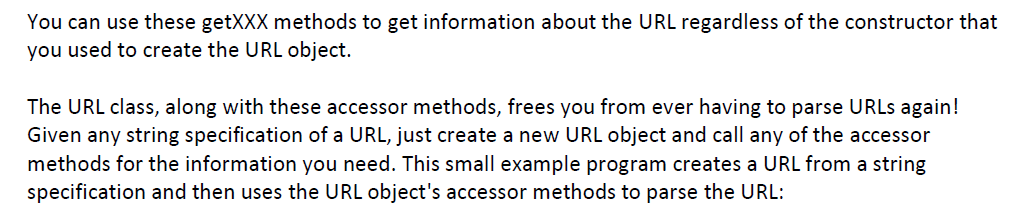 You can use these getXXX methods to get information about the URL regardless of the constructor that
you used to create the URL object.
The URL class, along with these accessor methods, frees you from ever having to parse URLs again!
Given any string specification of a URL, just create a new URL object and call any of the accessor
methods for the information you need. This small example program creates a URL from a string
specification and then uses the URL object's accessor methods to parse the URL: